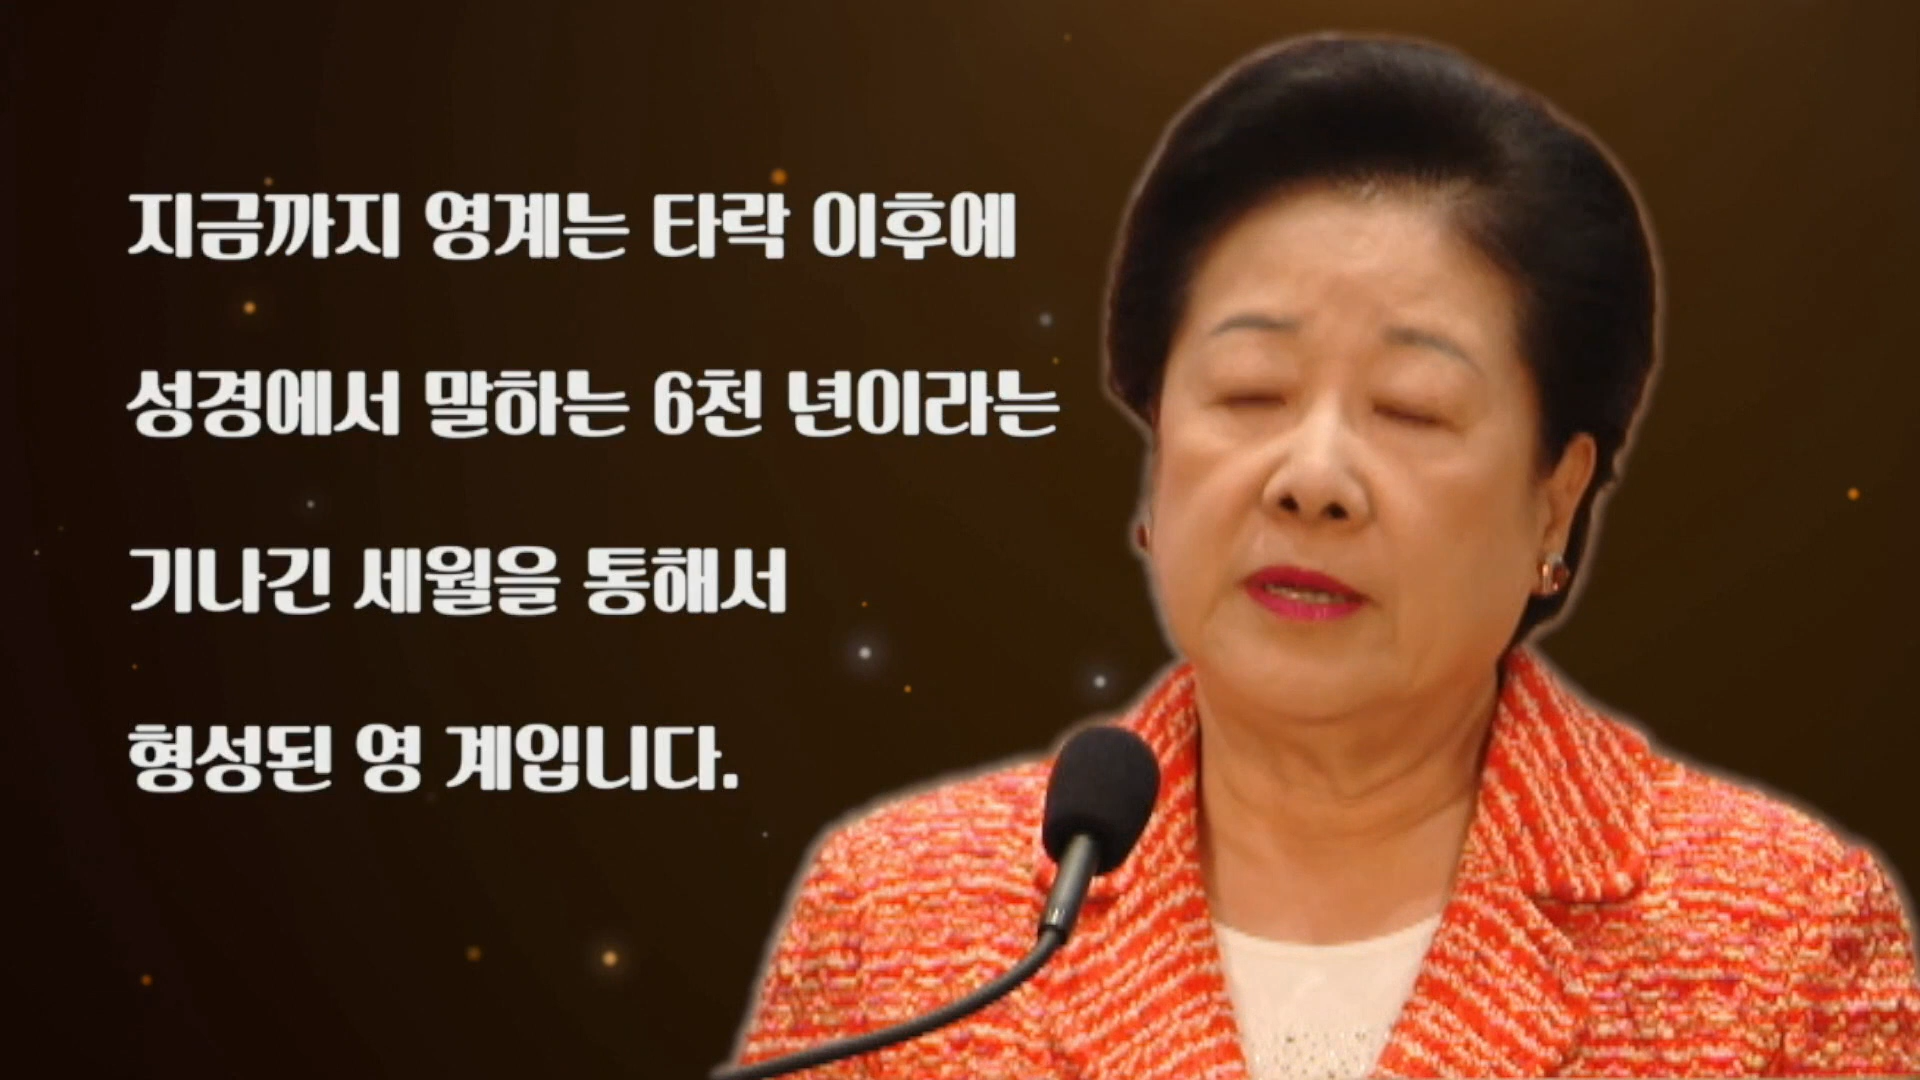 지금까지 영계는 타락 이후에
성경에서 말하는 6천 년이라는
기나긴 세월을 통해서
형성된 영 계입니다.